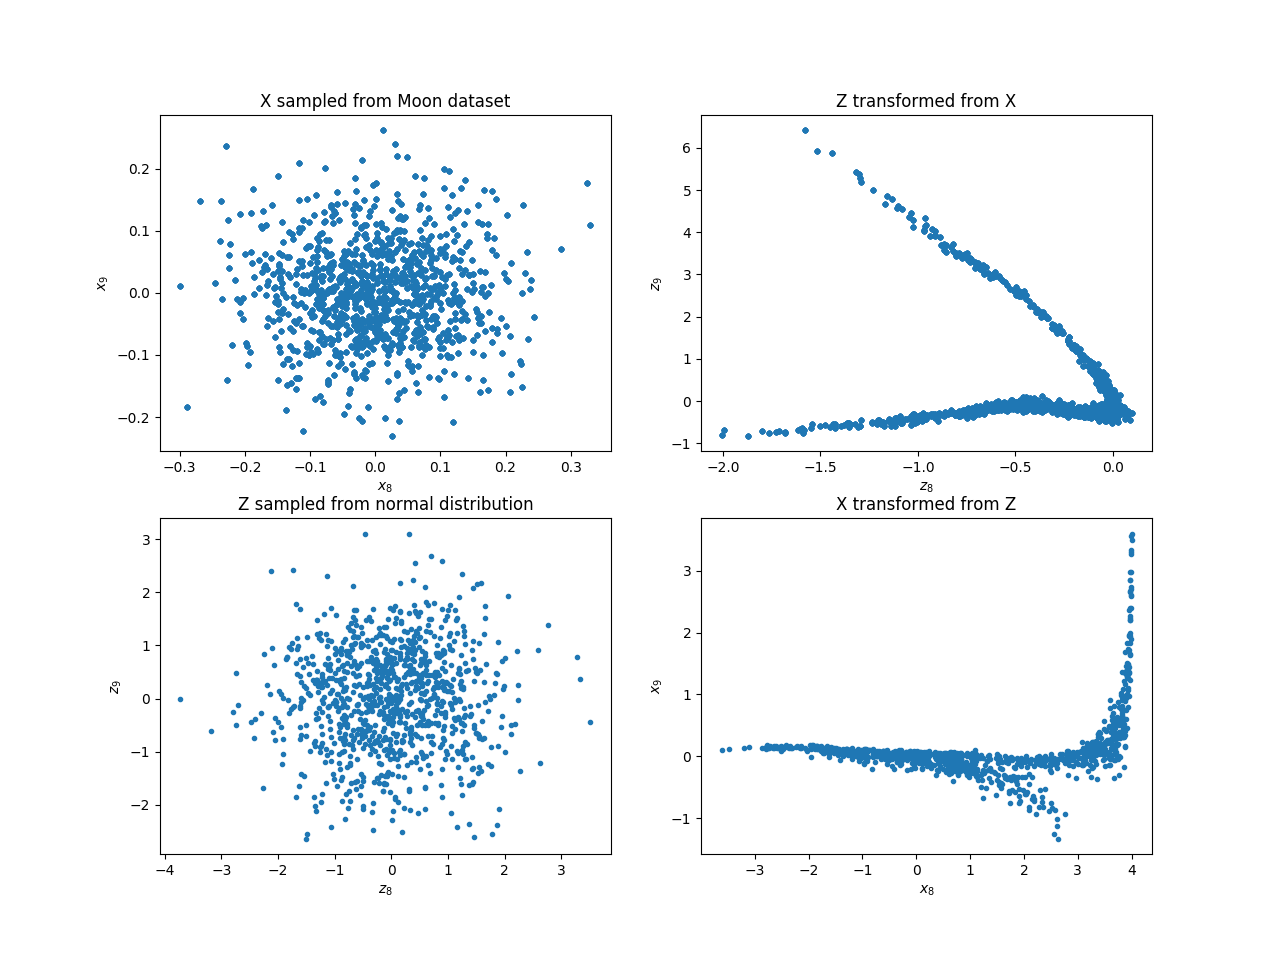 X sampled from Moon dataset
x₉
0.2
0.1
0.0
−0.1
−0.2
−0.3 −0.2 −0.1 0.0 0.1 0.2 0.3
x₈
Z transformed from X
z₉
6
5
4
3
2
1
0
−1
−2.0 −1.5 −1.0 −0.5 0.0
z₈
Z sampled from normal distribution
z₉
3
2
1
0
−1
−2
−4 −3 −2 −1 0 1 2 3
z₈
X transformed from Z
x₉
3
2
1
0
−1
−3 −2 −1 0 1 2 3 4
x₈